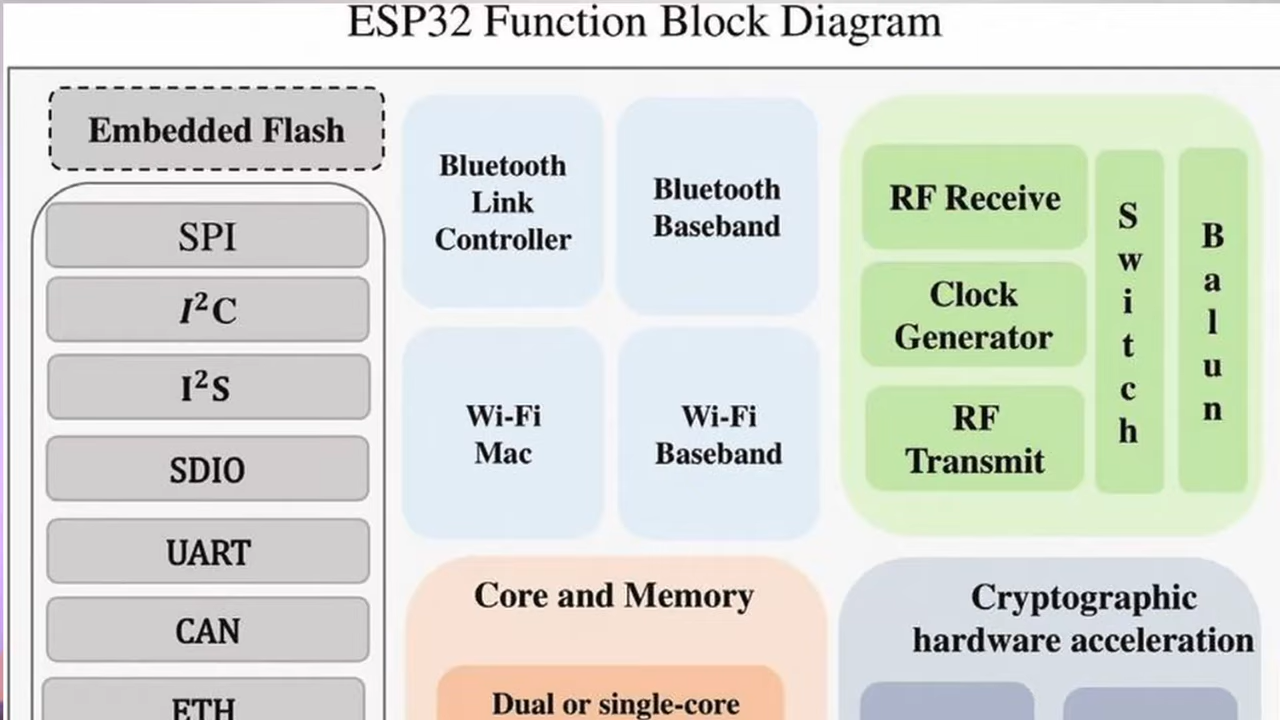 ESP32 Function Block Diagram
Embedded Flash
SPI
I²C
I²S
SDIO
UART
CAN
ETH
Bluetooth
Link
Controller
Bluetooth
Baseband
Wi-Fi
Mac
Wi-Fi
Baseband
RF Receive
Clock
Generator
RF
Transmit
Switch
Balun
Core and Memory
Dual or single-core
Cryptographic
hardware acceleration